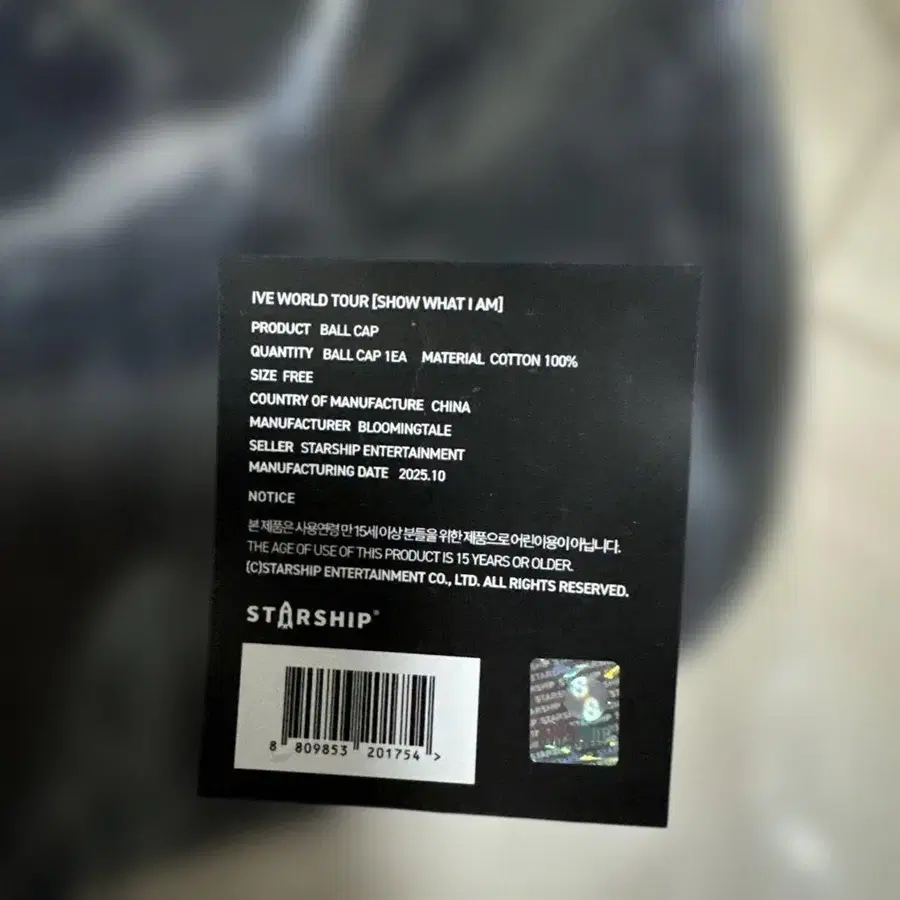 IVE WORLD TOUR [SHOW WHAT I AM]
PRODUCT BALL CAP
QUANTITY BALL CAP 1EA MATERIAL COTTON 100%
SIZE FREE
COUNTRY OF MANUFACTURE CHINA
MANUFACTURER BLOOMINGTALE
SELLER STARSHIP ENTERTAINMENT
MANUFACTURING DATE 2025.10
NOTICE
본 제품은 사용연령 만 15세 이상 분들을 위한 제품으로 어린이용이 아닙니다.
THE AGE OF USE OF THIS PRODUCT IS 15 YEARS OR OLDER.
(C)STARSHIP ENTERTAINMENT CO., LTD. ALL RIGHTS RESERVED.
STARSHIP®
8 809853 201754 >